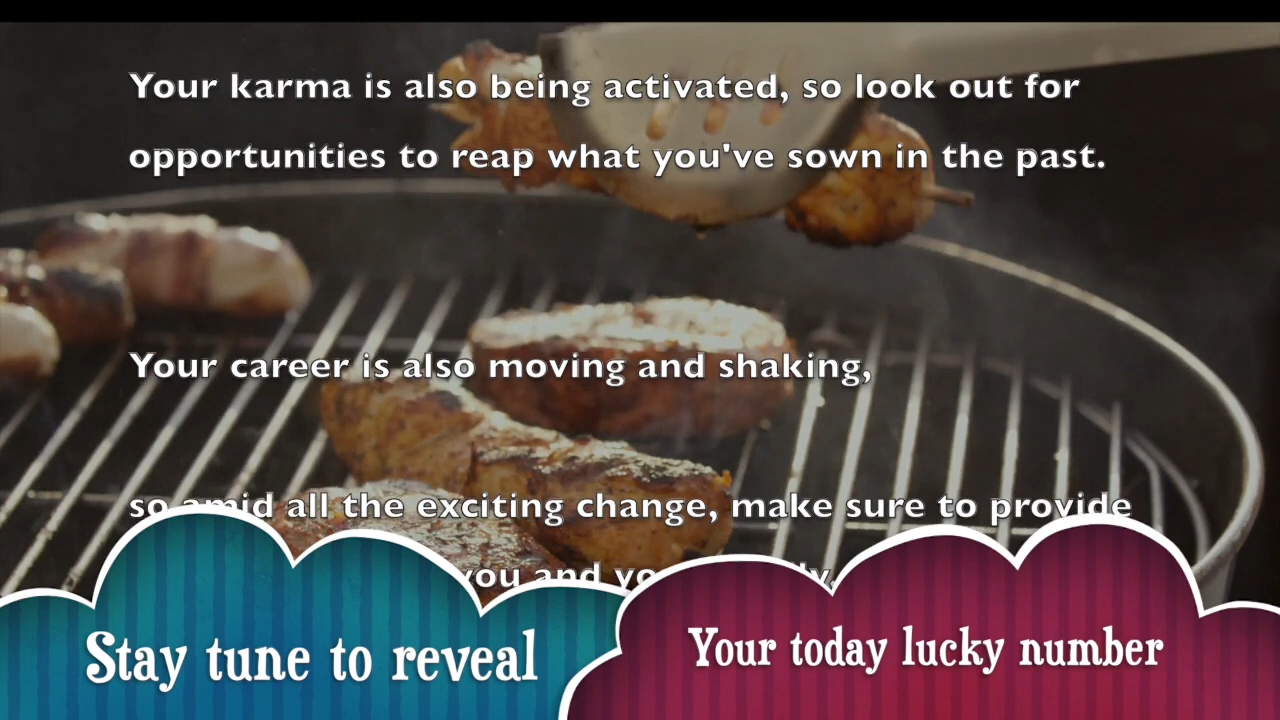 Your karma is also being activated, so look out for
opportunities to reap what you've sown in the past.
Your career is also moving and shaking,
so amid all the exciting change, make sure to provide
you and
Stay tune to reveal
Your today lucky number